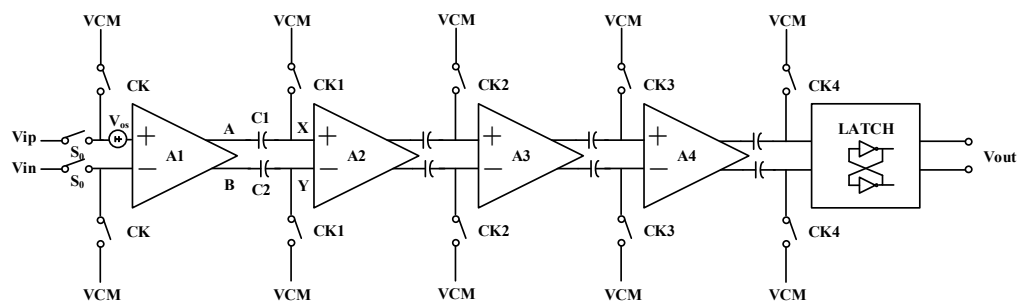 VCM VCM VCM VCM VCM
CK CK1 CK2 CK3 CK4
Vip Vos A C1 X LATCH
S0 A1 A2 A3 A4 Vout
Vin
S0 B C2 Y
CK CK1 CK2 CK3 CK4
VCM VCM VCM VCM VCM